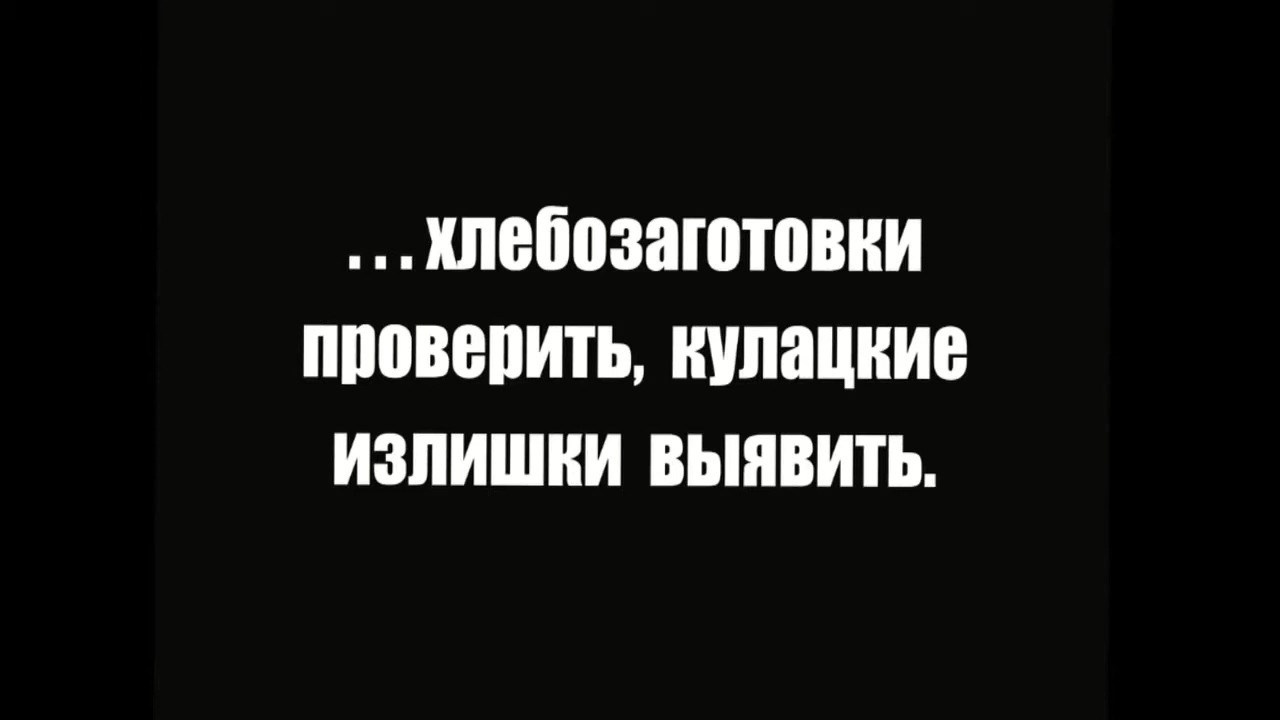 ...хлебозаготовки
проверить, кулацкие
излишки выявить.